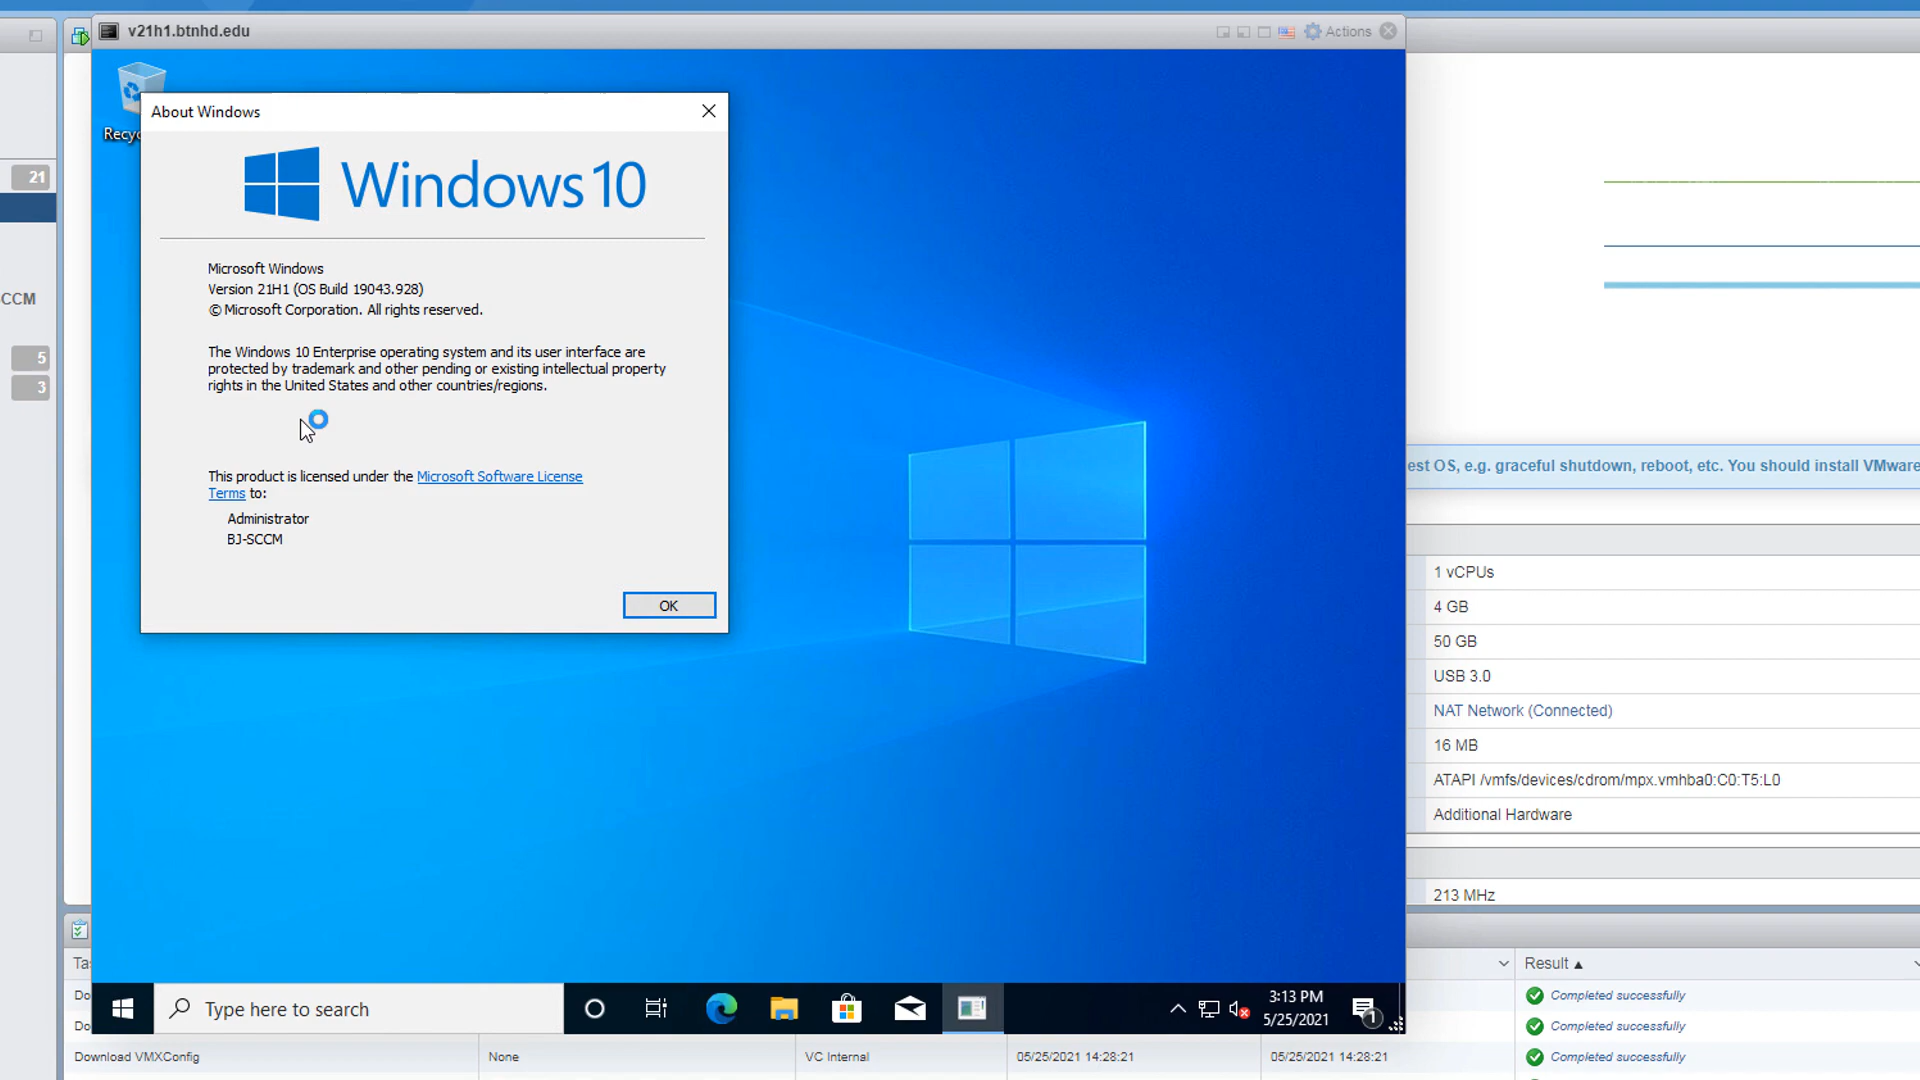 v21h1.btnhd.edu
Actions
About Windows
Windows 10
Microsoft Windows
Version 21H1 (OS Build 19043.928)
© Microsoft Corporation. All rights reserved.
The Windows 10 Enterprise operating system and its user interface are
protected by trademark and other pending or existing intellectual property
rights in the United States and other countries/regions.
This product is licensed under the Microsoft Software License
Terms to:
Administrator
BJ-SCCM
OK
Recyc
21
CCM
5
3
est OS, e.g. graceful shutdown, reboot, etc. You should install VMware
1 vCPUs
4 GB
50 GB
USB 3.0
NAT Network (Connected)
16 MB
ATAPI /vmfs/devices/cdrom/mpx.vmhba0:C0:T5:L0
Additional Hardware
213 MHz
Type here to search
3:13 PM
5/25/2021
1
Ta
Result ▲
Do
Completed successfully
Do
Completed successfully
Download VMXConfig
None
VC Internal
05/25/2021 14:28:21
05/25/2021 14:28:21
Completed successfully